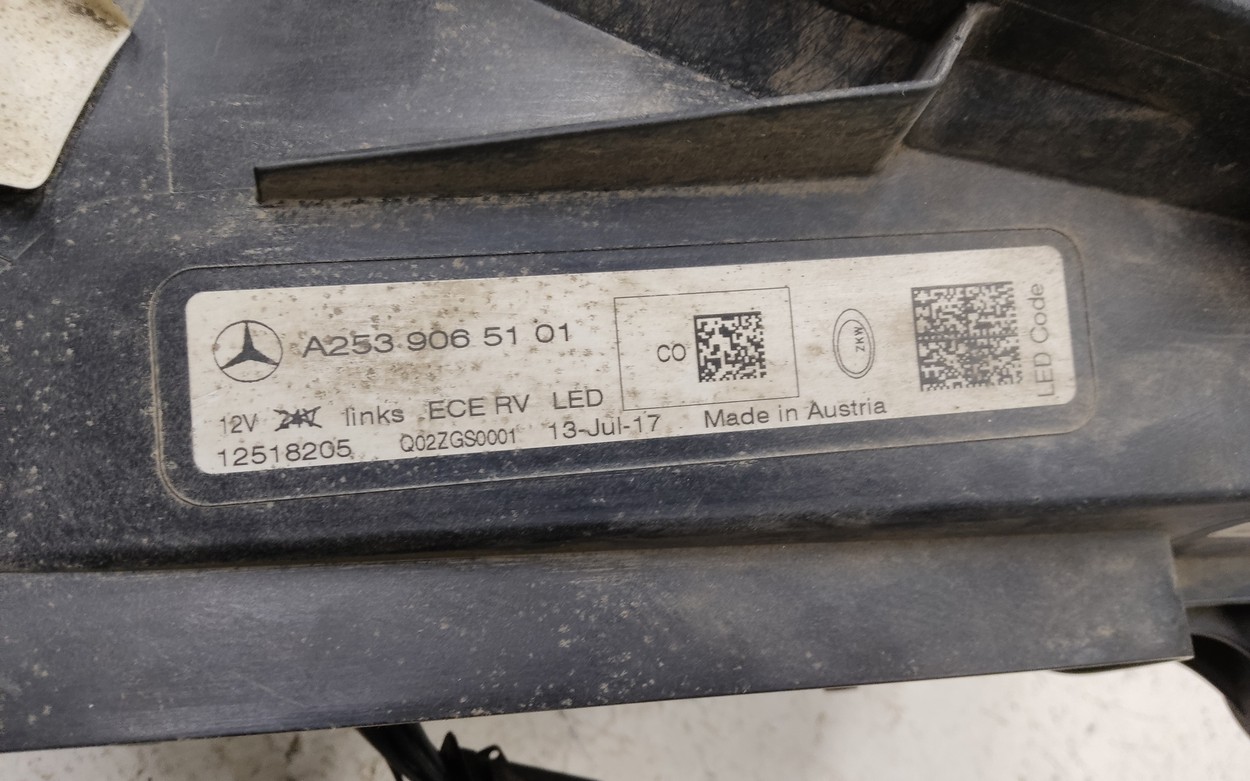 A253 906 51 01
CO
ZKW
LED Code
12V 24V links ECE RV LED
12518205 Q02ZGS0001 13-Jul-17 Made in Austria